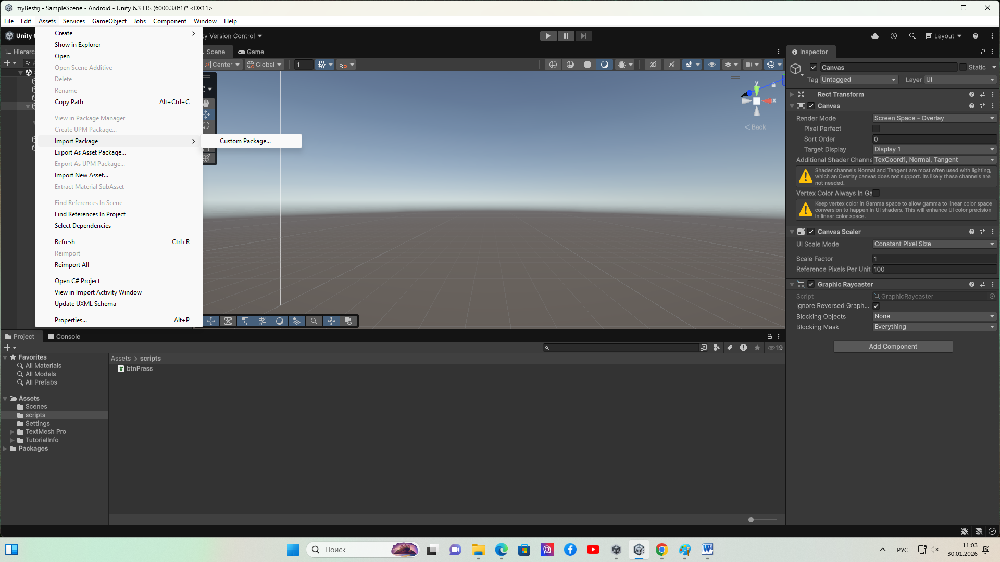 myBestrj - SampleScene - Android - Unity 6.3 LTS (6000.3.0f1)* <DX11>
File Edit Assets Services GameObject Jobs Component Window Help
Unity 6
Version Control
Layout
Create
Show in Explorer
Open
Open Scene Additive
Delete
Rename
Copy Path Alt+Ctrl+C
View in Package Manager
Create UPM Package...
Import Package
Export As Asset Package...
Export As UPM Package...
Import New Asset...
Extract Material SubAsset
Find References In Scene
Find References In Project
Select Dependencies
Refresh Ctrl+R
Reimport
Reimport All
Open C# Project
View in Import Activity Window
Update UXML Schema
Properties... Alt+P
Custom Package...
Hierarc
Scene Game
Center Global 1 2D
y
x
Back
Inspector
Canvas Static
Tag Untagged Layer UI
Rect Transform
Canvas
Render Mode Screen Space - Overlay
Pixel Perfect
Sort Order 0
Target Display Display 1
Additional Shader Channe TexCoord1, Normal, Tangent
Shader channels Normal and Tangent are most often used with lighting,
which an Overlay canvas does not support. Its likely these channels are
not needed.
Vertex Color Always In Ga
Keep vertex color in Gamma space to allow gamma to linear color space
conversion to happen in UI shaders. This will enhance UI color precision
in linear color space.
Canvas Scaler
UI Scale Mode Constant Pixel Size
Scale Factor 1
Reference Pixels Per Unit 100
Graphic Raycaster
Script GraphicRaycaster
Ignore Reversed Graph...
Blocking Objects None
Blocking Mask Everything
Add Component
Project Console
19
Favorites
All Materials
All Models
All Prefabs
Assets
Scenes
scripts
Settings
TextMesh Pro
TutorialInfo
Packages
Assets > scripts
btnPress
Поиск
РУС
11:03
30.01.2026